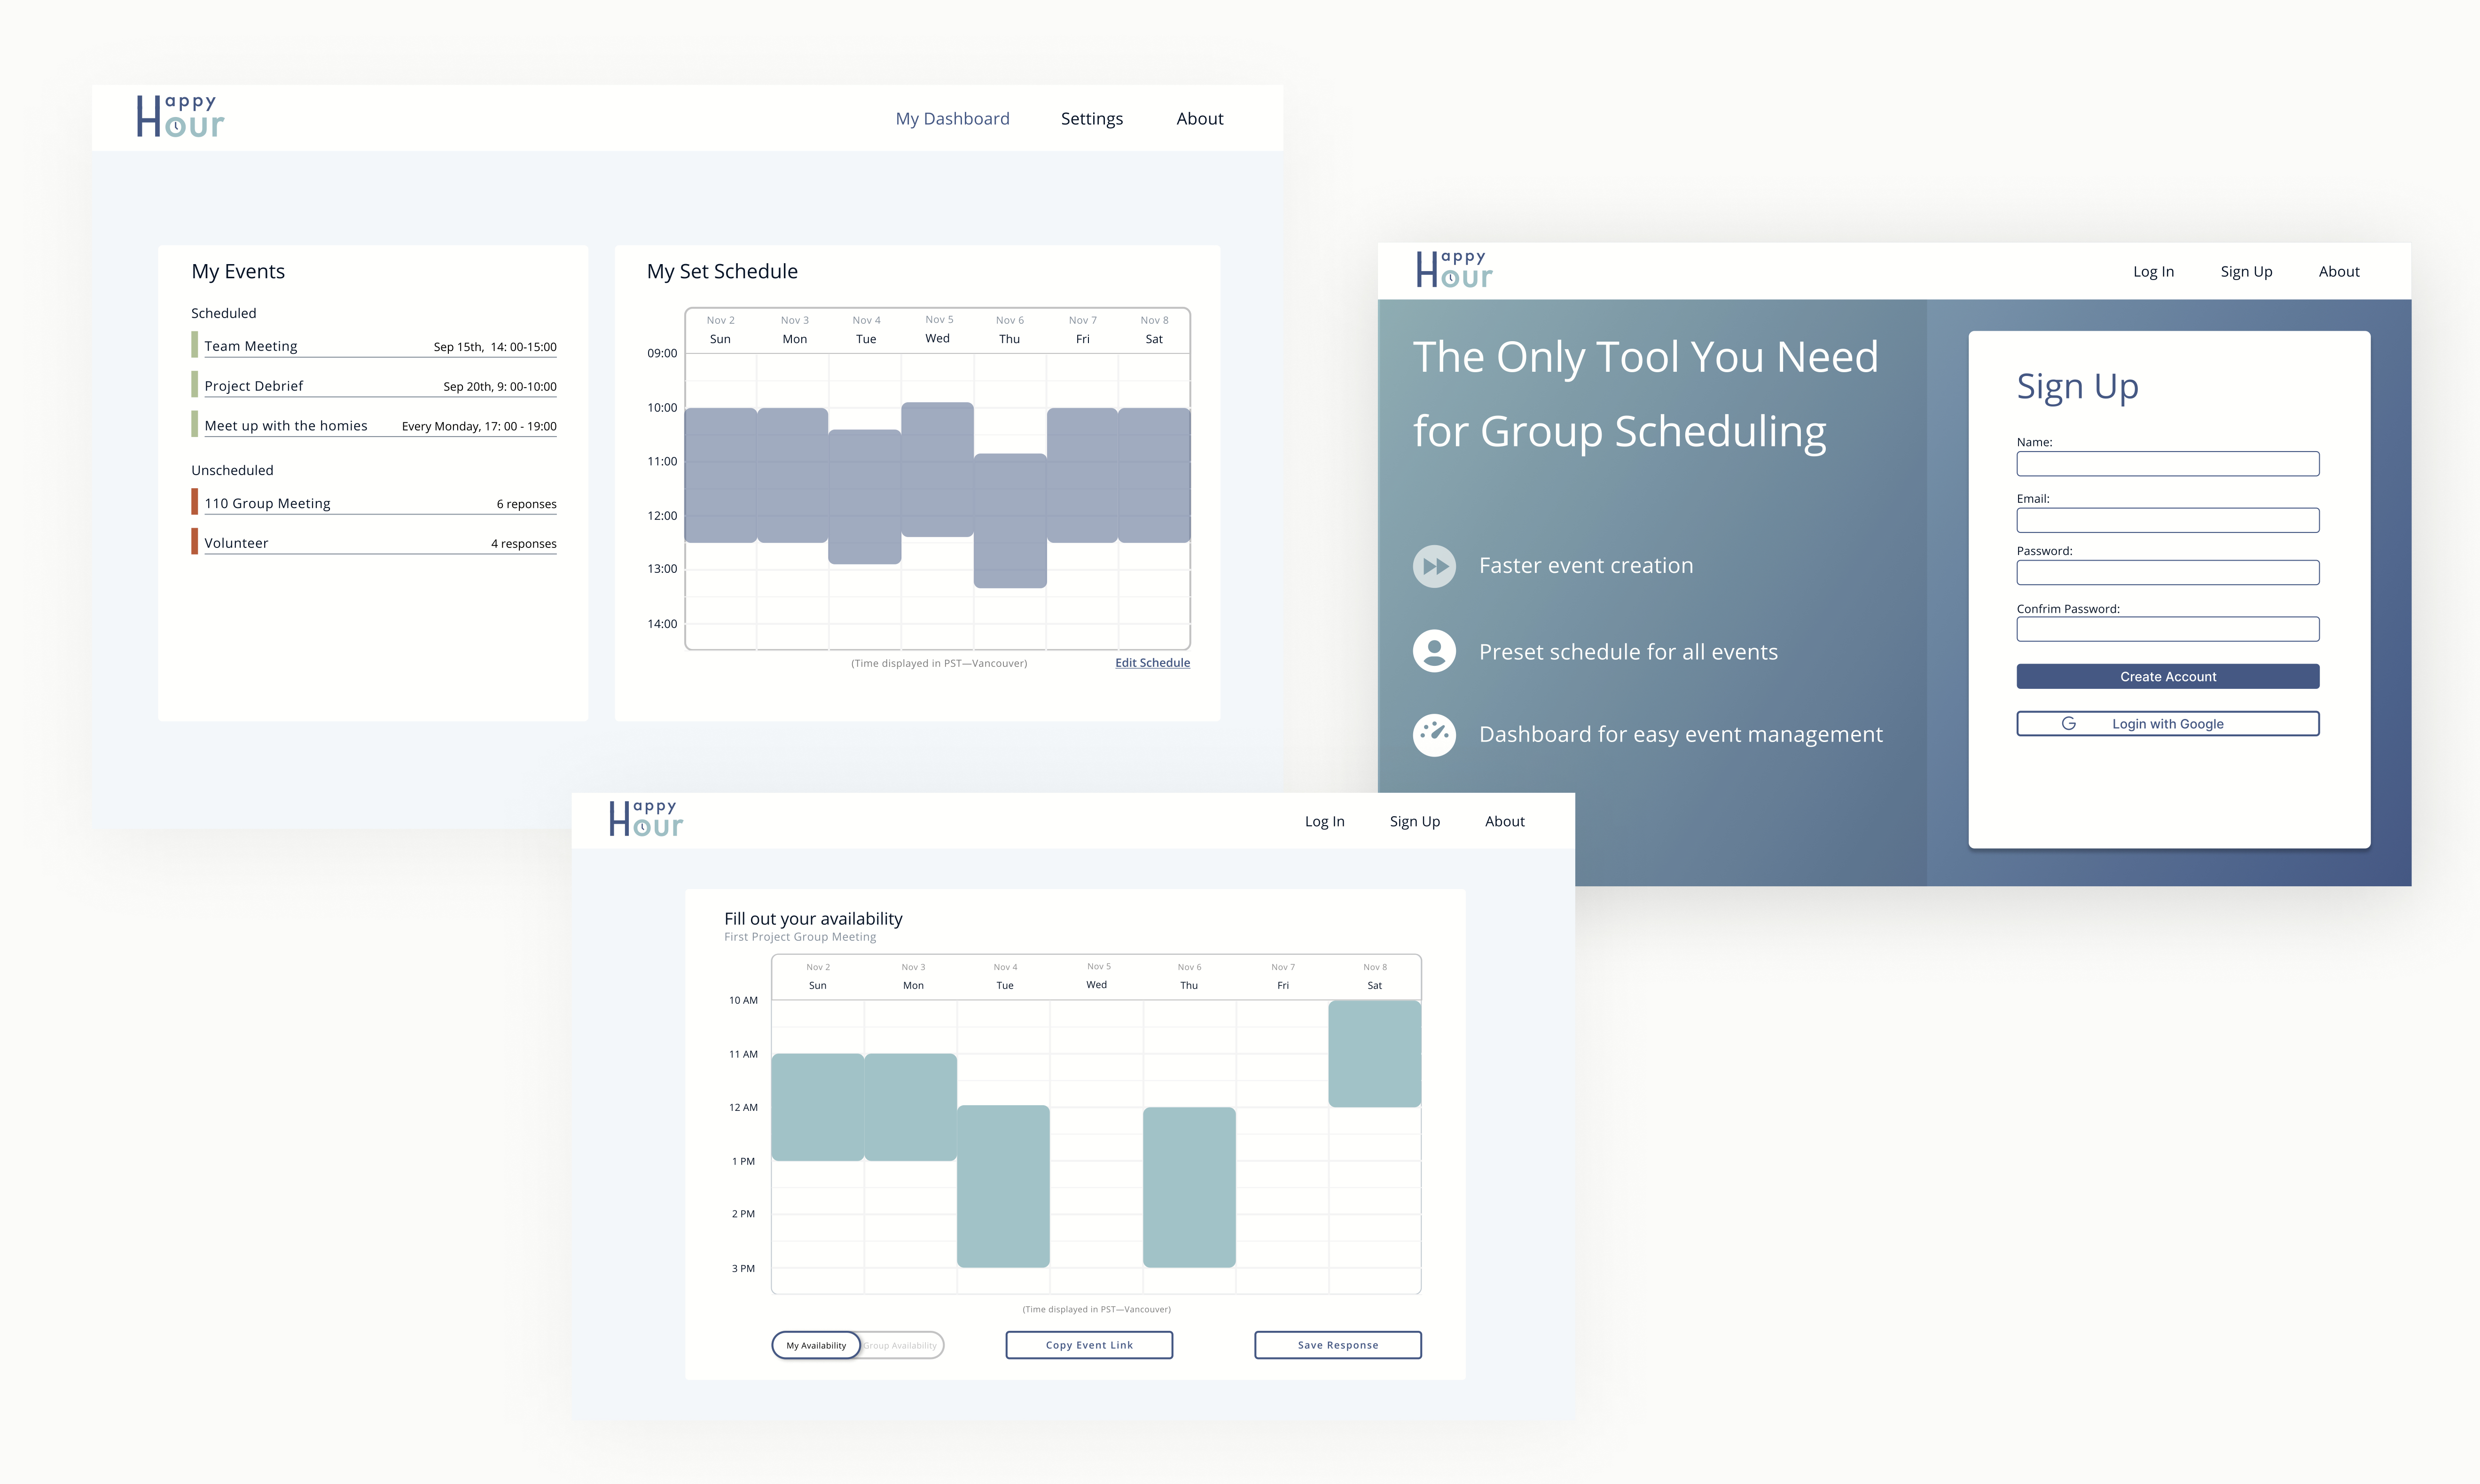 Happy
Hour
My Dashboard Settings About
My Events
Scheduled
Team Meeting Sep 15th, 14: 00-15:00
Project Debrief Sep 20th, 9: 00-10:00
Meet up with the homies Every Monday, 17: 00 - 19:00
Unscheduled
110 Group Meeting 6 reponses
Volunteer 4 responses
My Set Schedule
Nov 2 Nov 3 Nov 4 Nov 5 Nov 6 Nov 7 Nov 8
Sun Mon Tue Wed Thu Fri Sat
09:00
10:00
11:00
12:00
13:00
14:00
(Time displayed in PST—Vancouver) Edit Schedule
Happy
Hour
Log In Sign Up About
The Only Tool You Need
for Group Scheduling
Faster event creation
Preset schedule for all events
Dashboard for easy event management
Sign Up
Name:
Email:
Password:
Confrim Password:
Create Account
G Login with Google
Happy
Hour
Log In Sign Up About
Fill out your availability
First Project Group Meeting
Nov 2 Nov 3 Nov 4 Nov 5 Nov 6 Nov 7 Nov 8
Sun Mon Tue Wed Thu Fri Sat
10 AM
11 AM
12 AM
1 PM
2 PM
3 PM
(Time displayed in PST—Vancouver)
My Availability Group Availability Copy Event Link Save Response